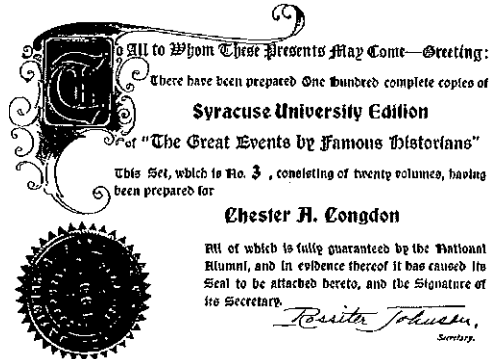 To All to Whom These Presents May Come—Greeting:
There have been prepared One Hundred complete copies of
Syracuse University Edition
of "The Great Events by Famous Historians"
This Set, which is No. 3, consisting of twenty volumes, having
been prepared for
Chester A. Congdon
All of which is fully guaranteed by the National
Alumni, and in evidence thereof it has caused its
Seal to be attached hereto, and the Signature of
its Secretary.
Rossiter Johnson,
Secretary.